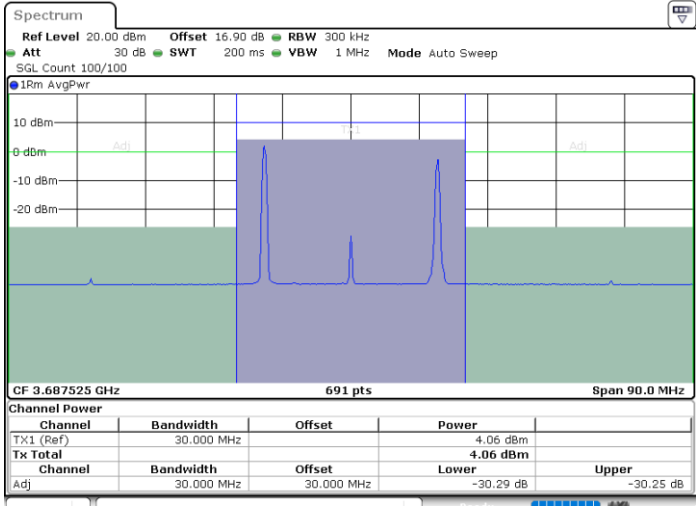 Spectrum
Ref Level 20.00 dBm Offset 16.90 dB RBW 300 kHz
Att 30 dB SWT 200 ms VBW 1 MHz Mode Auto Sweep
SGL Count 100/100
1Rm AvgPwr
10 dBm
Tx1
0 dBm Adj Adj
-10 dBm
-20 dBm
CF 3.687525 GHz 691 pts Span 90.0 MHz
Channel Power
Channel Bandwidth Offset Power
TX1 (Ref) 30.000 MHz 4.06 dBm
Tx Total 4.06 dBm
Channel Bandwidth Offset Lower Upper
Adj 30.000 MHz 30.000 MHz -30.29 dB -30.25 dB